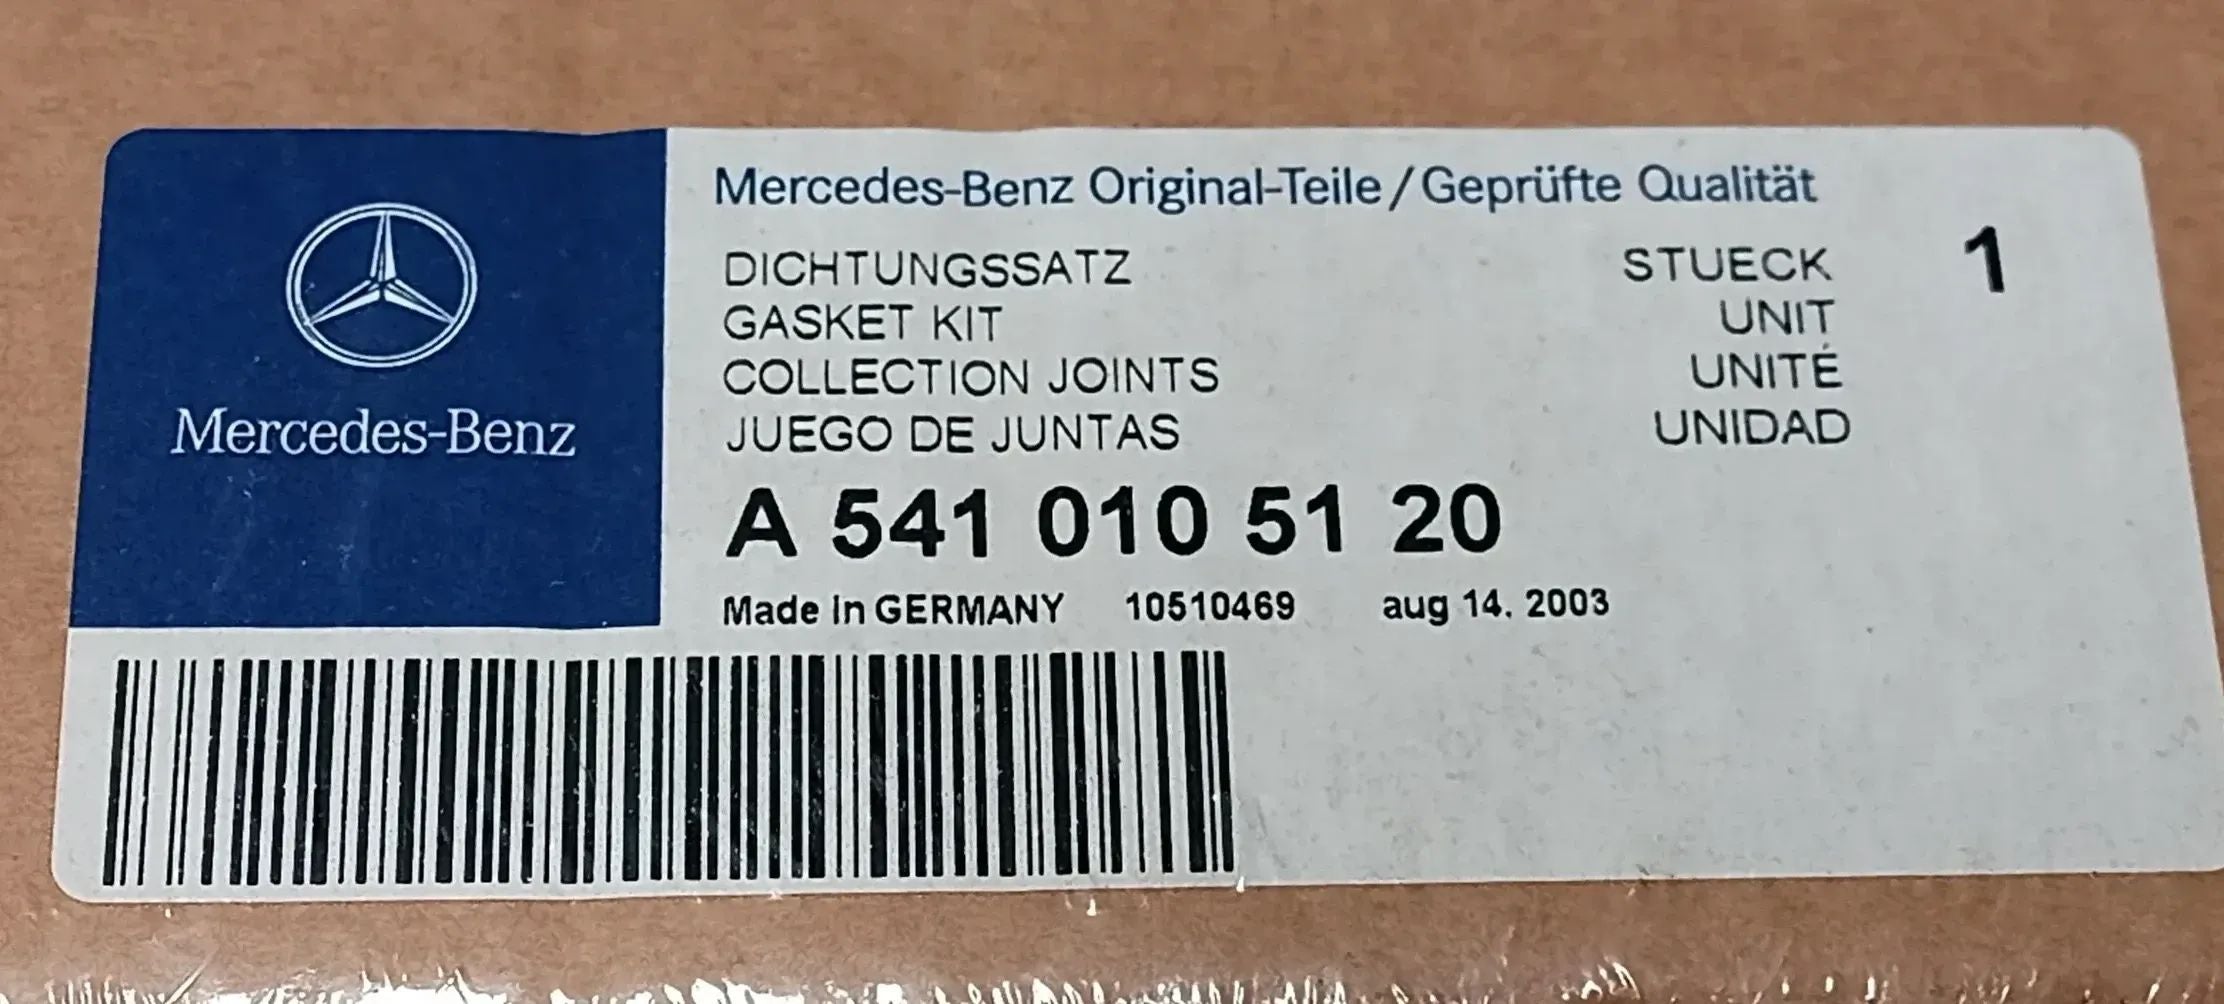 Mercedes-Benz
Mercedes-Benz Original-Teile/Geprüfte Qualität
DICHTUNGSSATZ STUECK 1
GASKET KIT UNIT
COLLECTION JOINTS UNITÉ
JUEGO DE JUNTAS UNIDAD
A 541 010 51 20
Made in GERMANY 10510469 aug 14. 2003